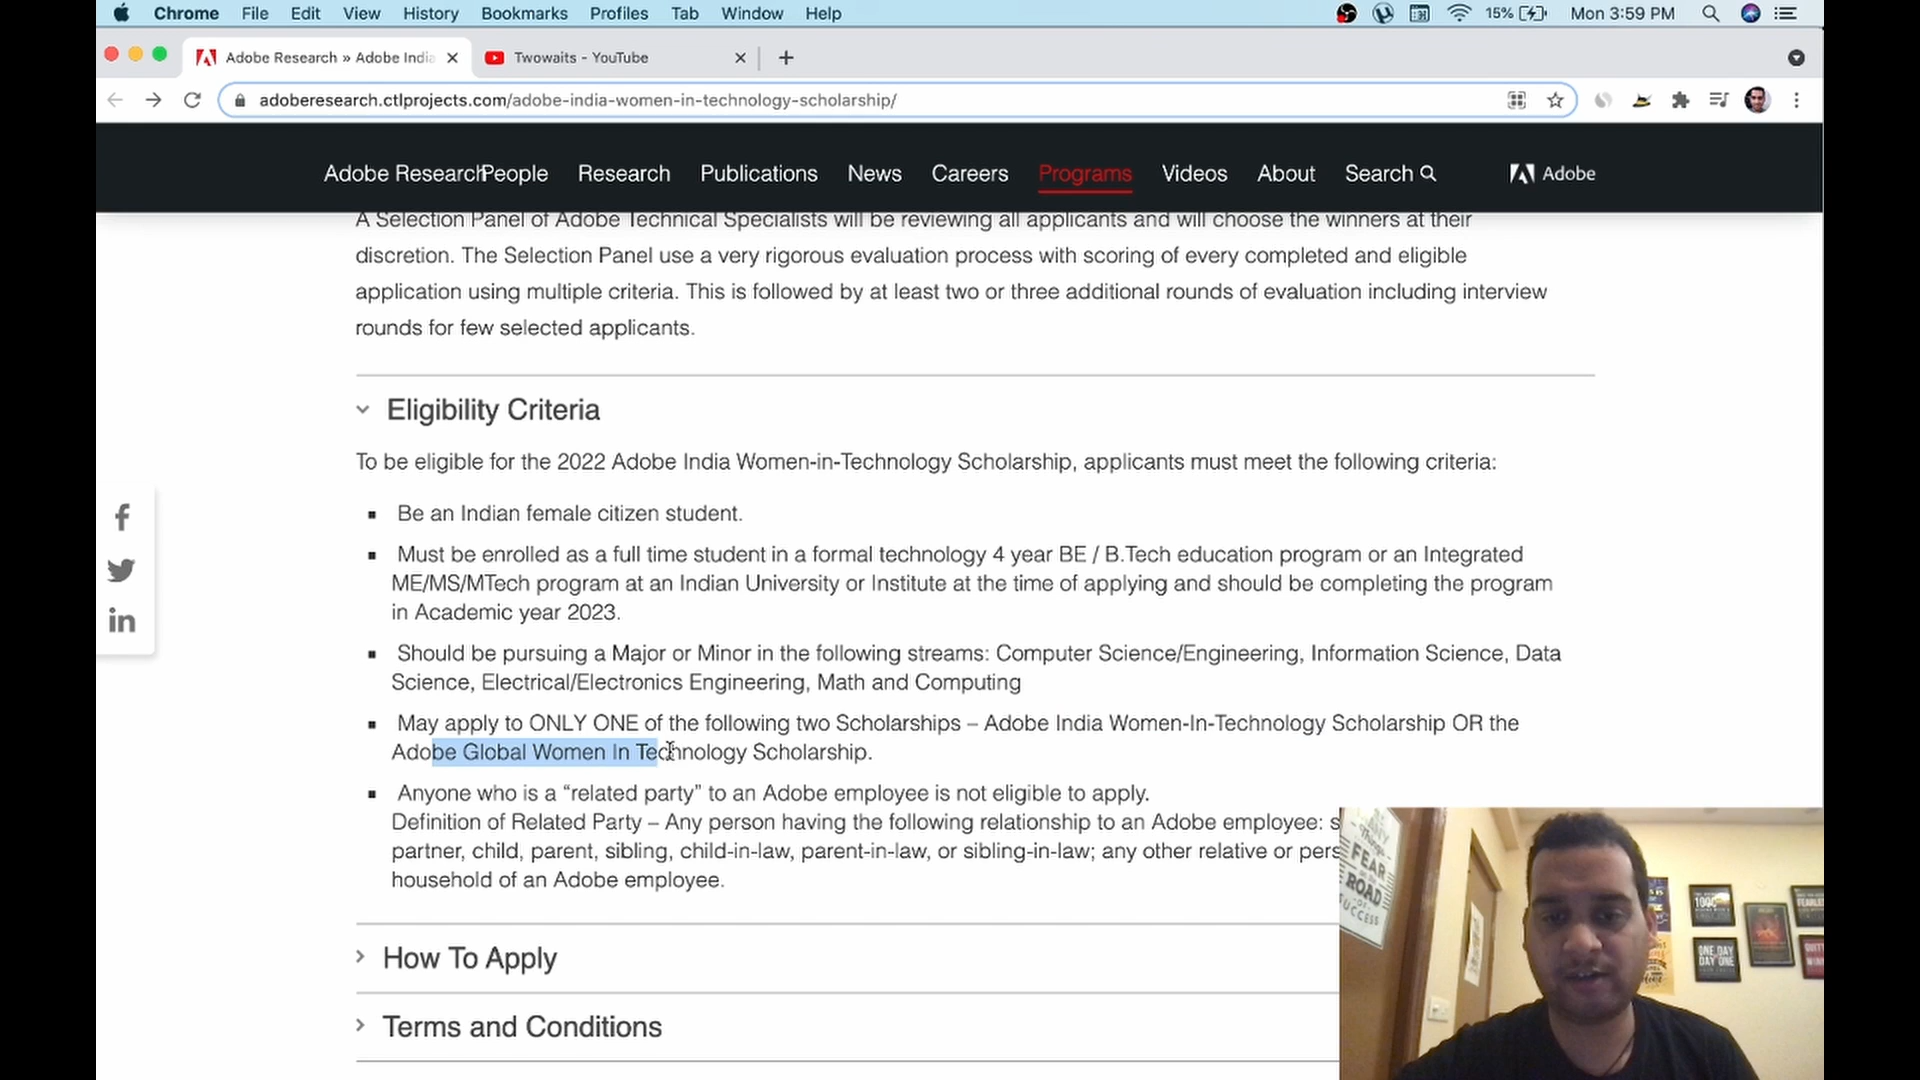 Chrome File Edit View History Bookmarks Profiles Tab Window Help 15% Mon 3:59 PM
Adobe Research » Adobe India Twowaits - YouTube
adoberesearch.ctlprojects.com/adobe-india-women-in-technology-scholarship/
Adobe Research People Research Publications News Careers Programs Videos About Search Adobe
A Selection Panel of Adobe Technical Specialists will be reviewing all applicants and will choose the winners at their
discretion. The Selection Panel use a very rigorous evaluation process with scoring of every completed and eligible
application using multiple criteria. This is followed by at least two or three additional rounds of evaluation including interview
rounds for few selected applicants.
Eligibility Criteria
To be eligible for the 2022 Adobe India Women-in-Technology Scholarship, applicants must meet the following criteria:
Be an Indian female citizen student.
Must be enrolled as a full time student in a formal technology 4 year BE / B.Tech education program or an Integrated
ME/MS/MTech program at an Indian University or Institute at the time of applying and should be completing the program
in Academic year 2023.
Should be pursuing a Major or Minor in the following streams: Computer Science/Engineering, Information Science, Data
Science, Electrical/Electronics Engineering, Math and Computing
May apply to ONLY ONE of the following two Scholarships – Adobe India Women-In-Technology Scholarship OR the
Adobe Global Women In Technology Scholarship.
Anyone who is a “related party” to an Adobe employee is not eligible to apply.
Definition of Related Party – Any person having the following relationship to an Adobe employee: s
partner, child, parent, sibling, child-in-law, parent-in-law, or sibling-in-law; any other relative or pers
household of an Adobe employee.
How To Apply
Terms and Conditions
FEAR
ROAD
SUCCESS
ONE DAY
DAY ONE